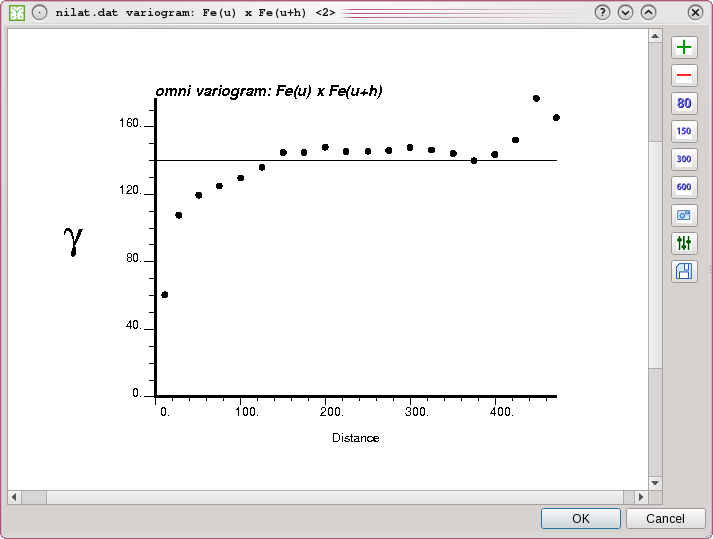 nilat.dat variogram: Fe(u) x Fe(u+h) <2>
omni variogram: Fe(u) x Fe(u+h)
160.
120.
80.
40.
0.
γ
0. 100. 200. 300. 400.
Distance
80
150
300
600
OK Cancel